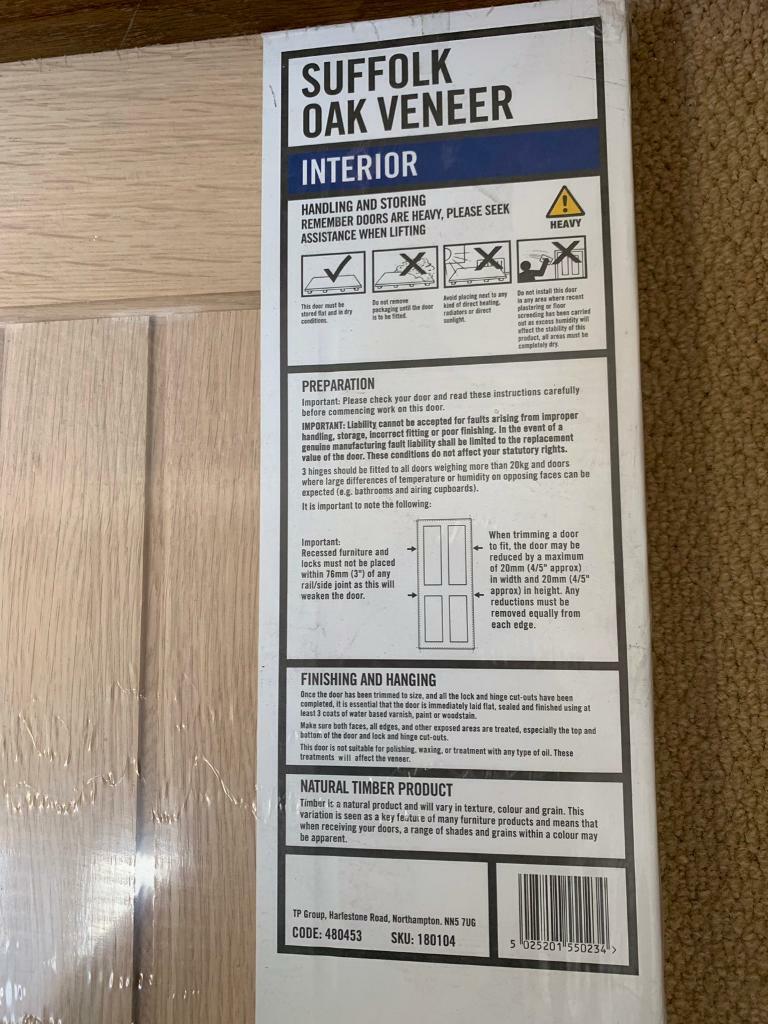 SUFFOLK
OAK VENEER
INTERIOR
HANDLING AND STORING
REMEMBER DOORS ARE HEAVY, PLEASE SEEK
ASSISTANCE WHEN LIFTING
HEAVY
This door must be
stored flat and in dry
conditions.
Do not remove
packaging until the door
is to be fitted.
Avoid placing next to any
kind of direct heating,
radiators or direct
sunlight.
Do not install this door
in any area where recent
plastering or floor
screeding has been carried
out as excess humidity will
effect the stability of this
product, all areas must be
completely dry.
PREPARATION
Important: Please check your door and read these instructions carefully
before commencing work on this door.
IMPORTANT: Liability cannot be accepted for faults arising from improper
handling, storage, incorrect fitting or poor finishing. In the event of a
genuine manufacturing fault liability shall be limited to the replacement
value of the door. These conditions do not affect your statutory rights.
3 hinges should be fitted to all doors weighing more than 20kg and doors
where large differences of temperature or humidity on opposing faces can be
expected (e.g. bathrooms and airing cupboards).
It is important to note the following:
Important:
Recessed furniture and
locks must not be placed
within 76mm (3") of any
rail/side joint as this will
weaken the door.
When trimming a door
to fit, the door may be
reduced by a maximum
of 20mm (4/5" approx)
in width and 20mm (4/5"
approx) in height. Any
reductions must be
removed equally from
each edge.
FINISHING AND HANGING
Once the door has been trimmed to size, and all the lock and hinge cut-outs have been
completed, it is essential that the door is immediately laid flat, sealed and finished using at
least 3 coats of water based varnish, paint or woodstain.
Make sure both faces, all edges, and other exposed areas are treated, especially the top and
bottom of the door and lock and hinge cut-outs.
This door is not suitable for polishing, waxing, or treatment with any type of oil. These
treatments will affect the veneer.
NATURAL TIMBER PRODUCT
Timber is a natural product and will vary in texture, colour and grain. This
variation is seen as a key feature of many furniture products and means that
when receiving your doors, a range of shades and grains within a colour may
be apparent.
TP Group, Harlestone Road, Northampton. NN5 7UG
CODE: 480453 SKU: 180104
5 025201 550234 >